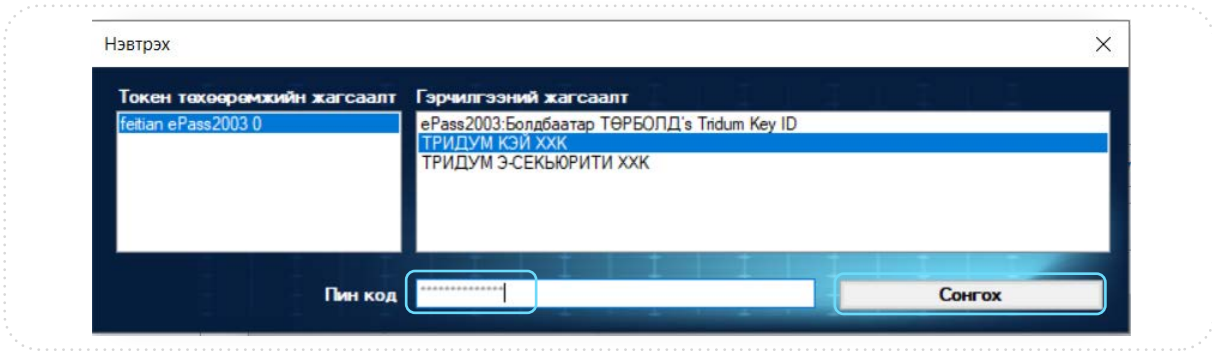 Нэвтрэх
Токен төхөөрөмжийн жагсаалт
Гэрчилгээний жагсаалт
feitian ePass2003 0
ePass2003:Болдбаатар ТӨРБОЛД's Tridum Key ID
ТРИДУМ КЭЙ ХХК
ТРИДУМ Э-СЕКЬЮРИТИ ХХК
Пин код
**************
Сонгох